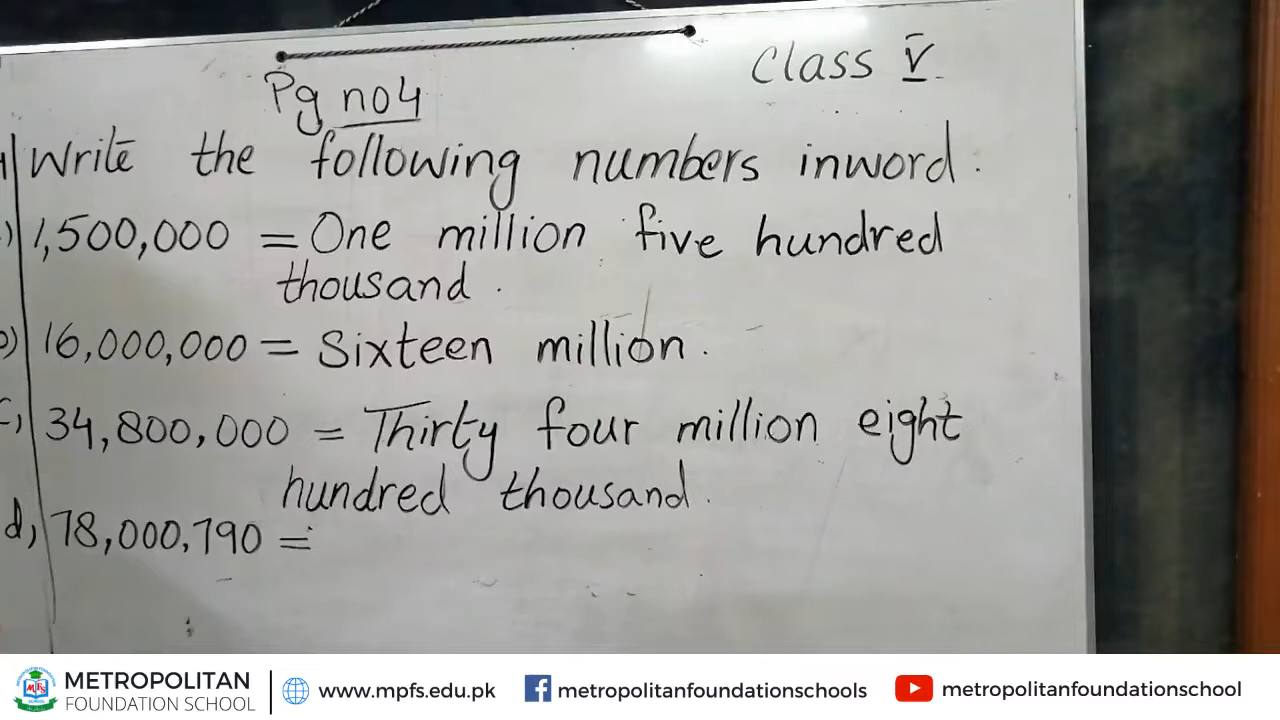 Pg no4
Class V
Write the following numbers inword.
1,500,000 = One million five hundred
thousand.
16,000,000 = Sixteen million.
c, 34,800,000 = Thirty four million eight
hundred thousand.
d, 78,000,790 =
METROPOLITAN
FOUNDATION SCHOOL
www.mpfs.edu.pk
metropolitanfoundationschools
metropolitanfoundationschool